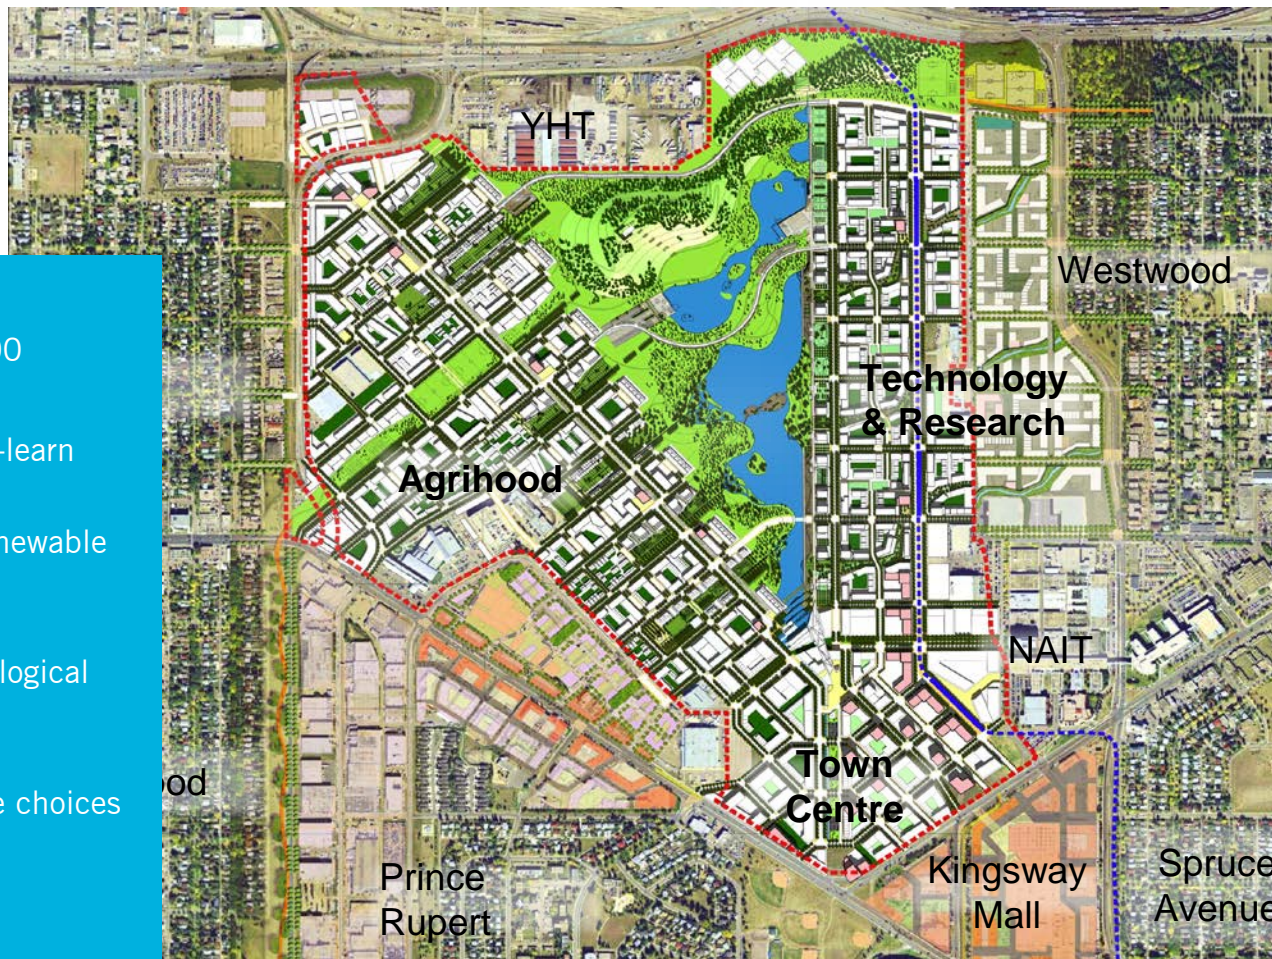 YHT
Westwood
Technology
& Research
Agrihood
NAIT
Town
Centre
Prince
Rupert
Kingsway
Mall
Spruce
Avenue
00
-learn
newable
logical
e choices
ood